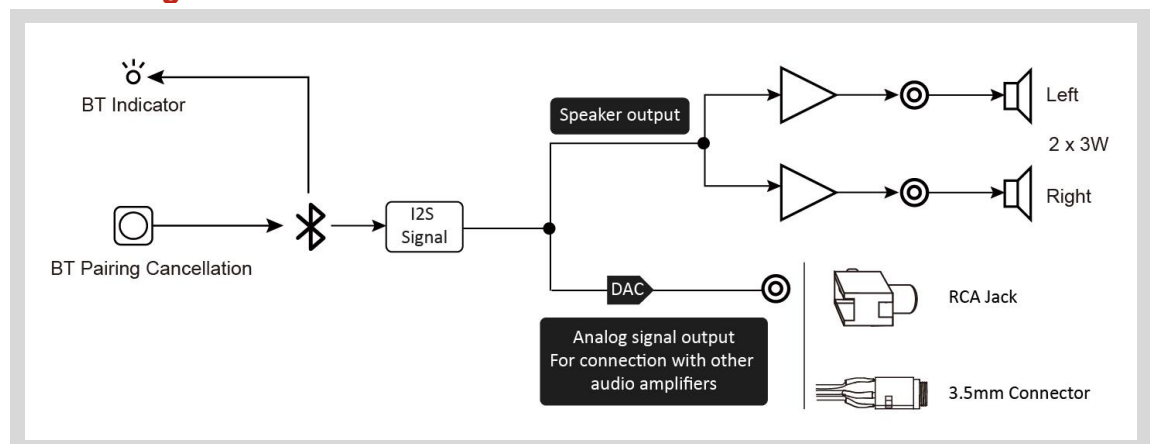 BT Indicator
BT Pairing Cancellation
I2S
Signal
Speaker output
Left
2 x 3W
Right
DAC
Analog signal output
For connection with other
audio amplifiers
RCA Jack
3.5mm Connector